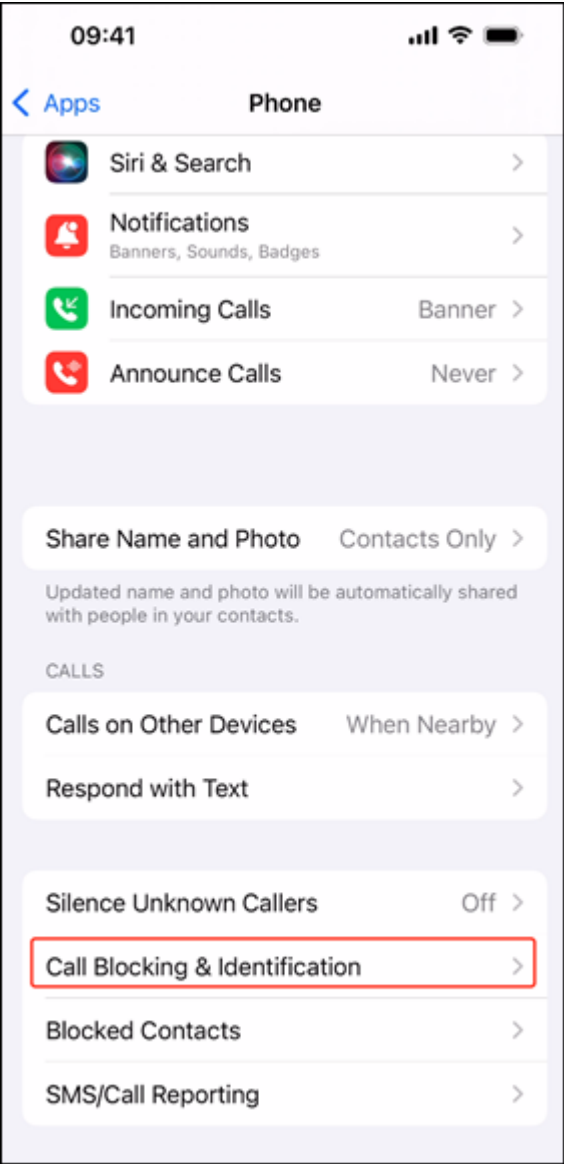 09:41
Apps
Phone
Siri & Search
Notifications
Banners, Sounds, Badges
Incoming Calls Banner
Announce Calls Never
Share Name and Photo Contacts Only
Updated name and photo will be automatically shared
with people in your contacts.
CALLS
Calls on Other Devices When Nearby
Respond with Text
Silence Unknown Callers Off
Call Blocking & Identification
Blocked Contacts
SMS/Call Reporting